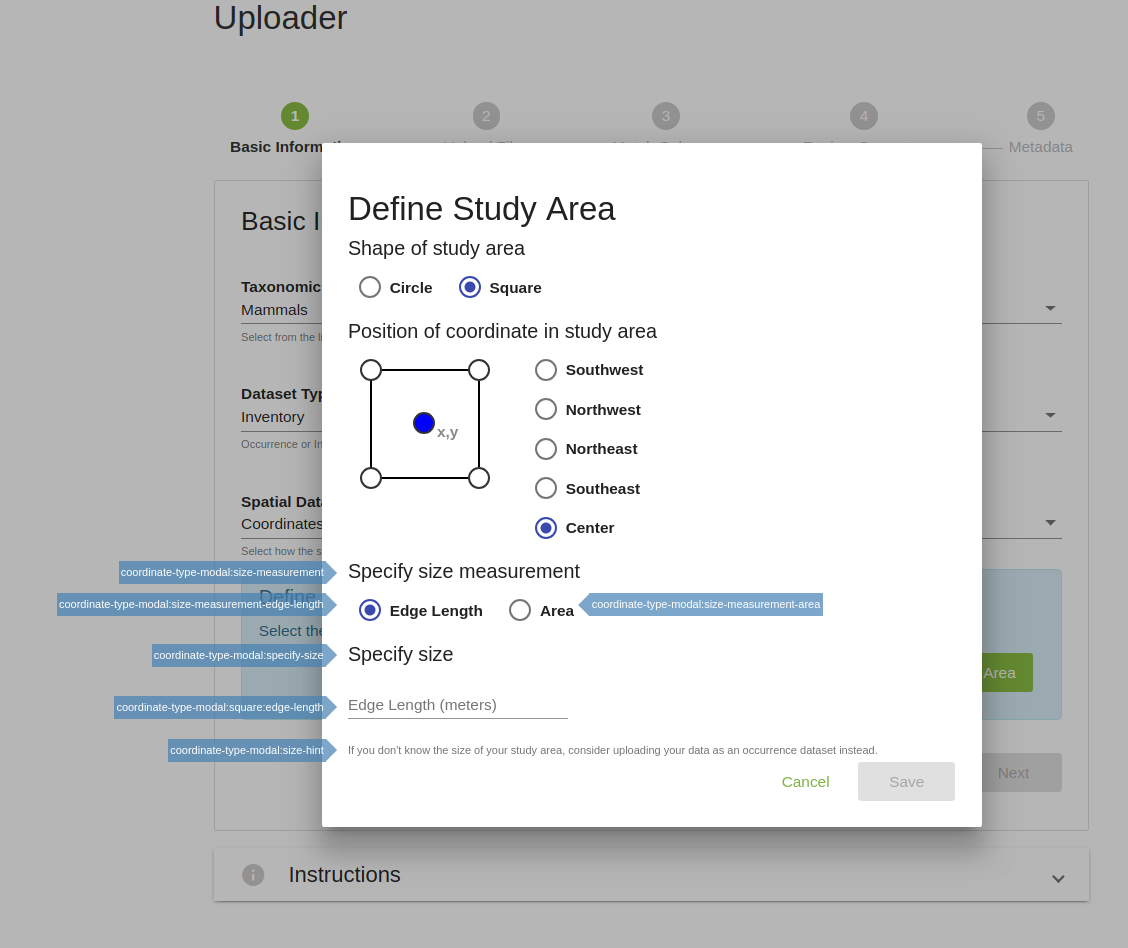 Uploader
1
2
3
4
5
Basic Informati
Metadata
Define Study Area
Basic I
Shape of study area
Taxonomic
Circle
Square
Mammals
Select from the li
Position of coordinate in study area
Southwest
Dataset Typ
Northwest
Inventory
x,y
Occurrence or In
Northeast
Southeast
Spatial Data
Coordinates
Center
Select how the s
coordinate-type-modal:size-measurement
Specify size measurement
Define
coordinate-type-modal:size-measurement-edge-length
Edge Length
Area
coordinate-type-modal:size-measurement-area
Select the
coordinate-type-modal:specify-size
Specify size
Area
coordinate-type-modal:square:edge-length
Edge Length (meters)
coordinate-type-modal:size-hint
If you don't know the size of your study area, consider uploading your data as an occurrence dataset instead.
Cancel
Save
Next
Instructions